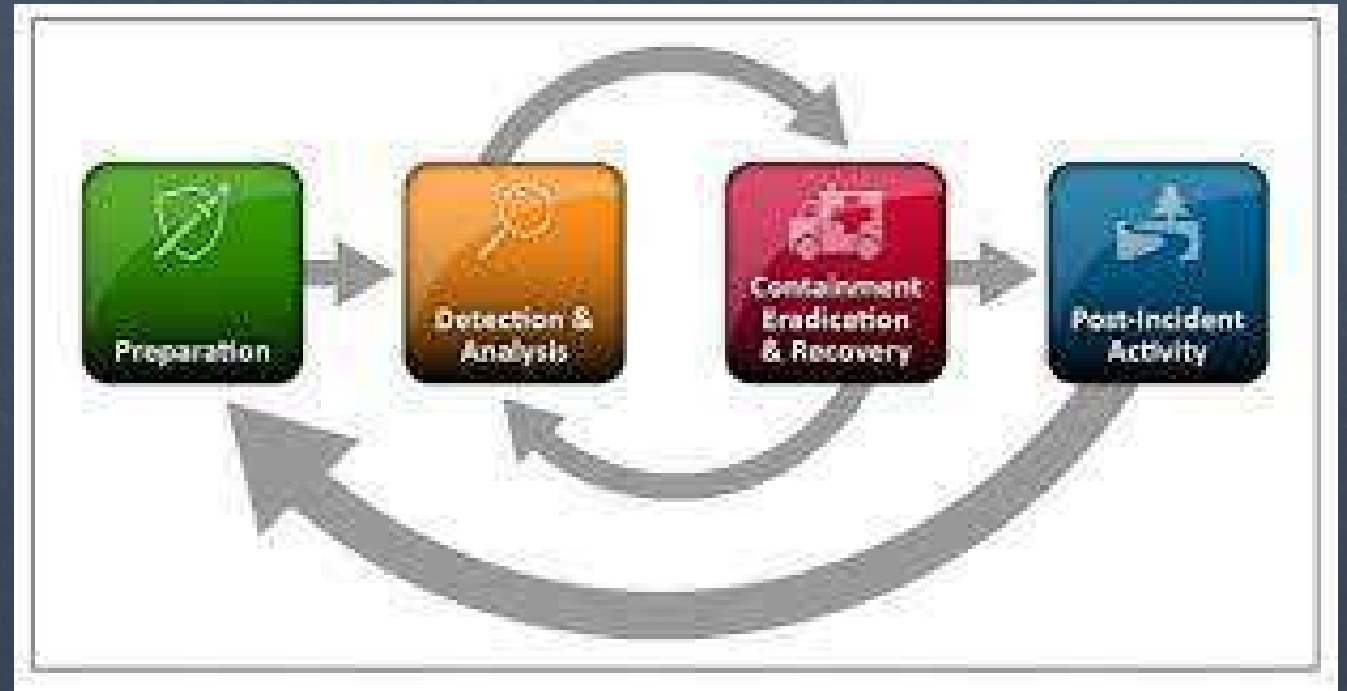 Preparation
Detection &
Analysis
Containment
Eradication
& Recovery
Post-Incident
Activity